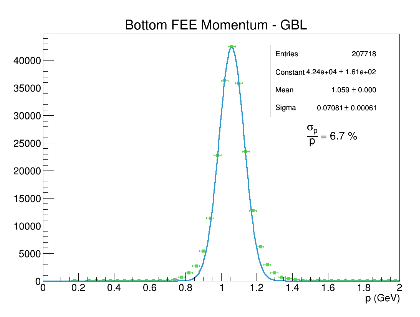 Bottom FEE Momentum - GBL
Entries 207718
Constant 4.24e+04 ± 1.61e+02
Mean 1.059 ± 0.000
Sigma 0.07081 ± 0.00061
σp/p = 6.7 %
40000
35000
30000
25000
20000
15000
10000
5000
0
0 0.2 0.4 0.6 0.8 1 1.2 1.4 1.6 1.8 2
p (GeV)